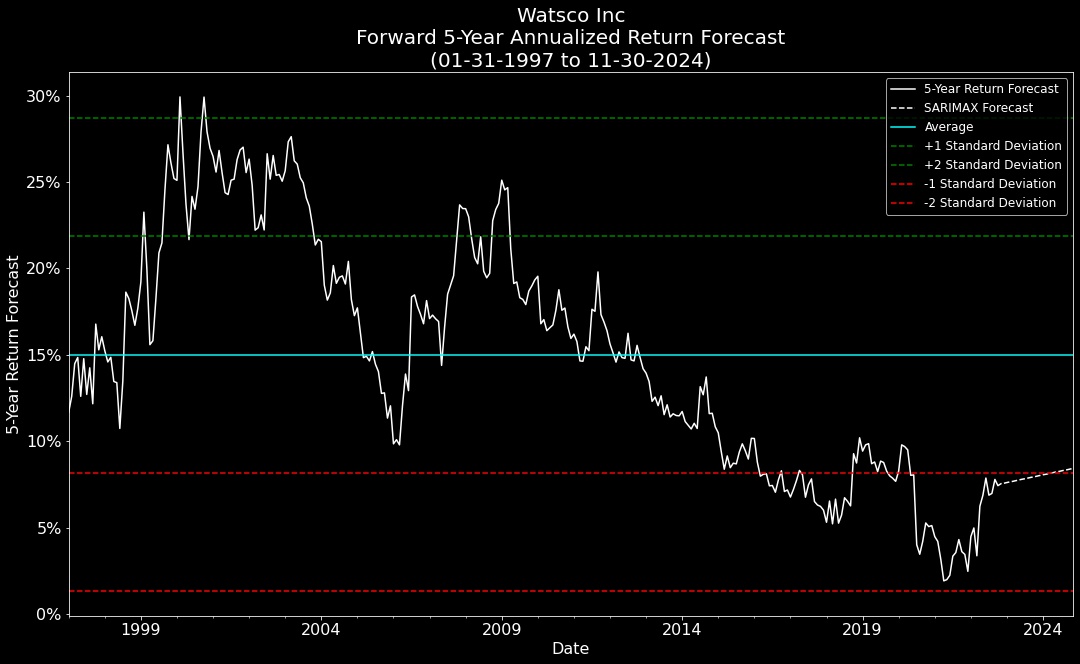 Watsco Inc
Forward 5-Year Annualized Return Forecast
(01-31-1997 to 11-30-2024)
5-Year Return Forecast
SARIMAX Forecast
Average
+1 Standard Deviation
+2 Standard Deviation
-1 Standard Deviation
-2 Standard Deviation
5-Year Return Forecast
30%
25%
20%
15%
10%
5%
0%
1999 2004 2009 2014 2019 2024
Date